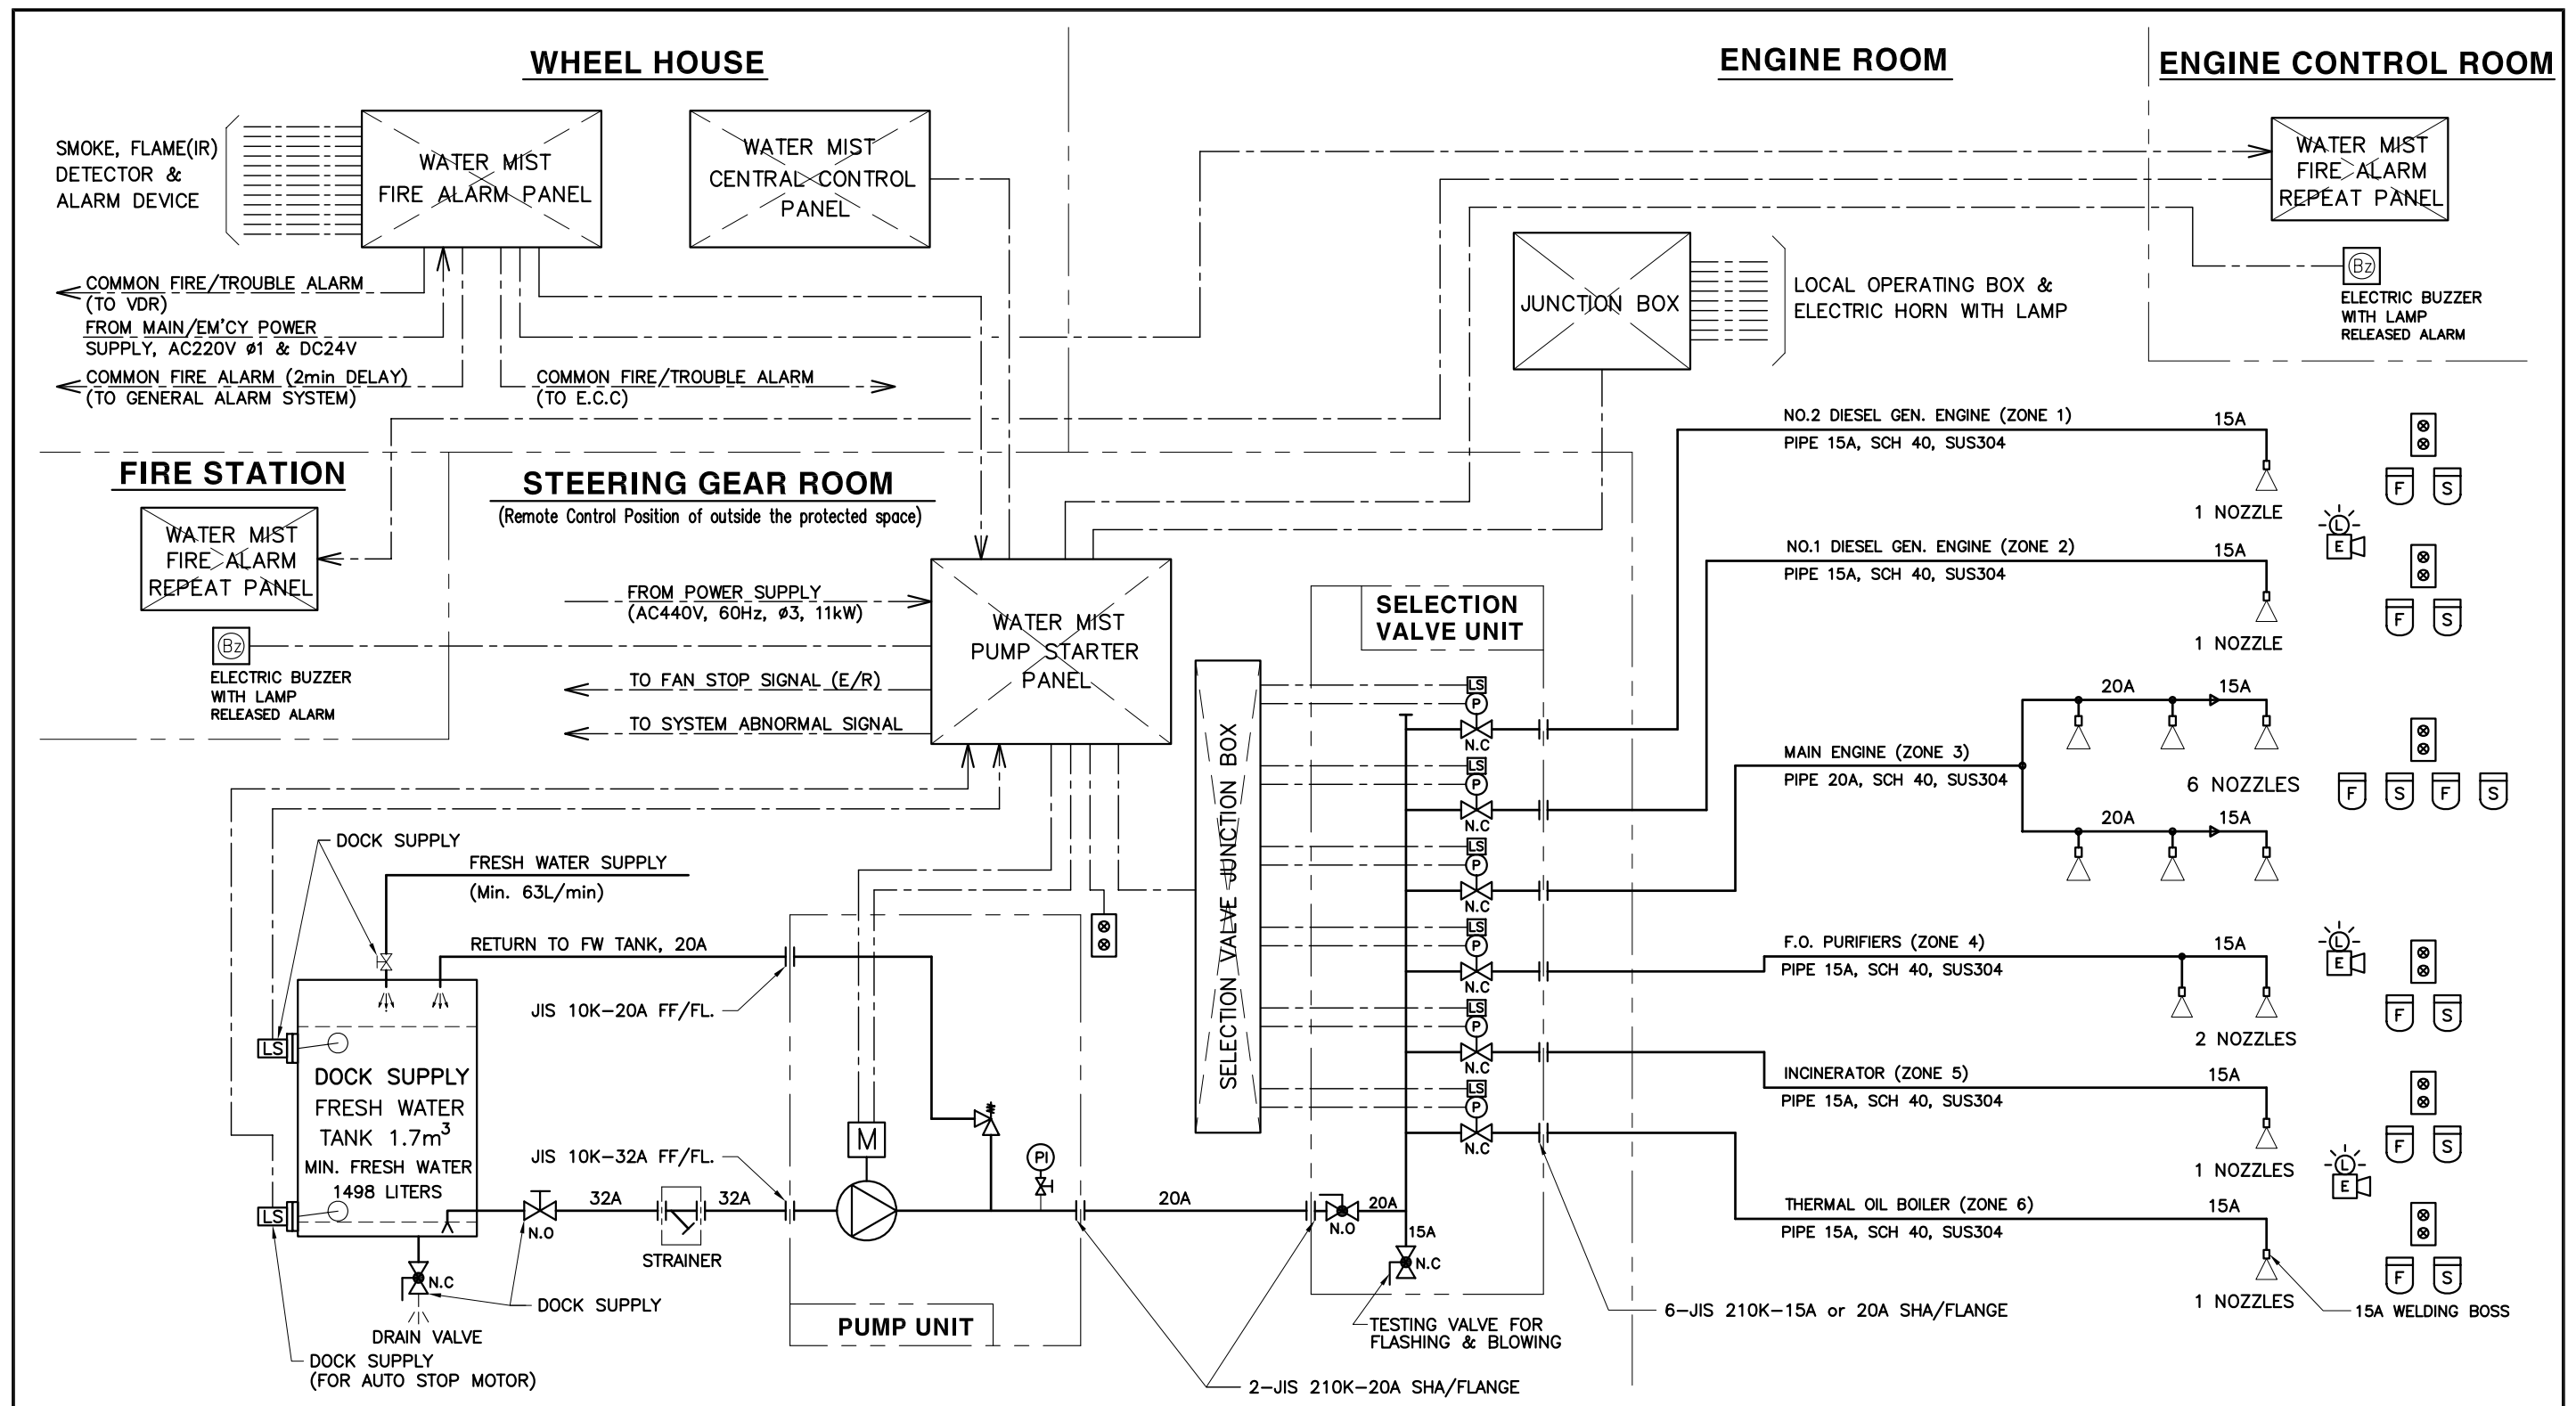 WHEEL HOUSE
ENGINE ROOM
ENGINE CONTROL ROOM
SMOKE, FLAME(IR)
DETECTOR &
ALARM DEVICE
WATER MIST
FIRE ALARM PANEL
WATER MIST
CENTRAL CONTROL
PANEL
WATER MIST
FIRE ALARM
REPEAT PANEL
Bz
ELECTRIC BUZZER
WITH LAMP
RELEASED ALARM
JUNCTION BOX
LOCAL OPERATING BOX &
ELECTRIC HORN WITH LAMP
COMMON FIRE/TROUBLE ALARM
(TO VDR)
FROM MAIN/EM'CY POWER
SUPPLY, AC220V ø1 & DC24V
COMMON FIRE ALARM (2min DELAY)
(TO GENERAL ALARM SYSTEM)
COMMON FIRE/TROUBLE ALARM
(TO E.C.C)
FIRE STATION
WATER MIST
FIRE ALARM
REPEAT PANEL
Bz
ELECTRIC BUZZER
WITH LAMP
RELEASED ALARM
STEERING GEAR ROOM
(Remote Control Position of outside the protected space)
FROM POWER SUPPLY
(AC440V, 60Hz, ø3, 11kW)
TO FAN STOP SIGNAL (E/R)
TO SYSTEM ABNORMAL SIGNAL
WATER MIST
PUMP STARTER
PANEL
SELECTION VALVE JUNCTION BOX
SELECTION
VALVE UNIT
LS
P
N.C
LS
P
N.C
LS
P
N.C
LS
P
N.C
LS
P
N.C
LS
P
N.C
NO.2 DIESEL GEN. ENGINE (ZONE 1)
15A
PIPE 15A, SCH 40, SUS304
1 NOZZLE
F
S
L
E
NO.1 DIESEL GEN. ENGINE (ZONE 2)
15A
PIPE 15A, SCH 40, SUS304
1 NOZZLE
F
S
20A
15A
MAIN ENGINE (ZONE 3)
PIPE 20A, SCH 40, SUS304
6 NOZZLES
F
S
F
S
20A
15A
F.O. PURIFIERS (ZONE 4)
15A
PIPE 15A, SCH 40, SUS304
2 NOZZLES
L
E
F
S
INCINERATOR (ZONE 5)
15A
PIPE 15A, SCH 40, SUS304
1 NOZZLES
F
S
L
E
THERMAL OIL BOILER (ZONE 6)
15A
PIPE 15A, SCH 40, SUS304
1 NOZZLES
F
S
15A WELDING BOSS
DOCK SUPPLY
FRESH WATER SUPPLY
(Min. 63L/min)
RETURN TO FW TANK, 20A
JIS 10K-20A FF/FL.
LS
DOCK SUPPLY
FRESH WATER
TANK 1.7m³
MIN. FRESH WATER
1498 LITERS
LS
JIS 10K-32A FF/FL.
N.O
32A
32A
STRAINER
M
PI
20A
N.O
20A
15A
N.C
N.C
DOCK SUPPLY
DRAIN VALVE
DOCK SUPPLY
(FOR AUTO STOP MOTOR)
PUMP UNIT
TESTING VALVE FOR
FLASHING & BLOWING
6-JIS 210K-15A or 20A SHA/FLANGE
2-JIS 210K-20A SHA/FLANGE